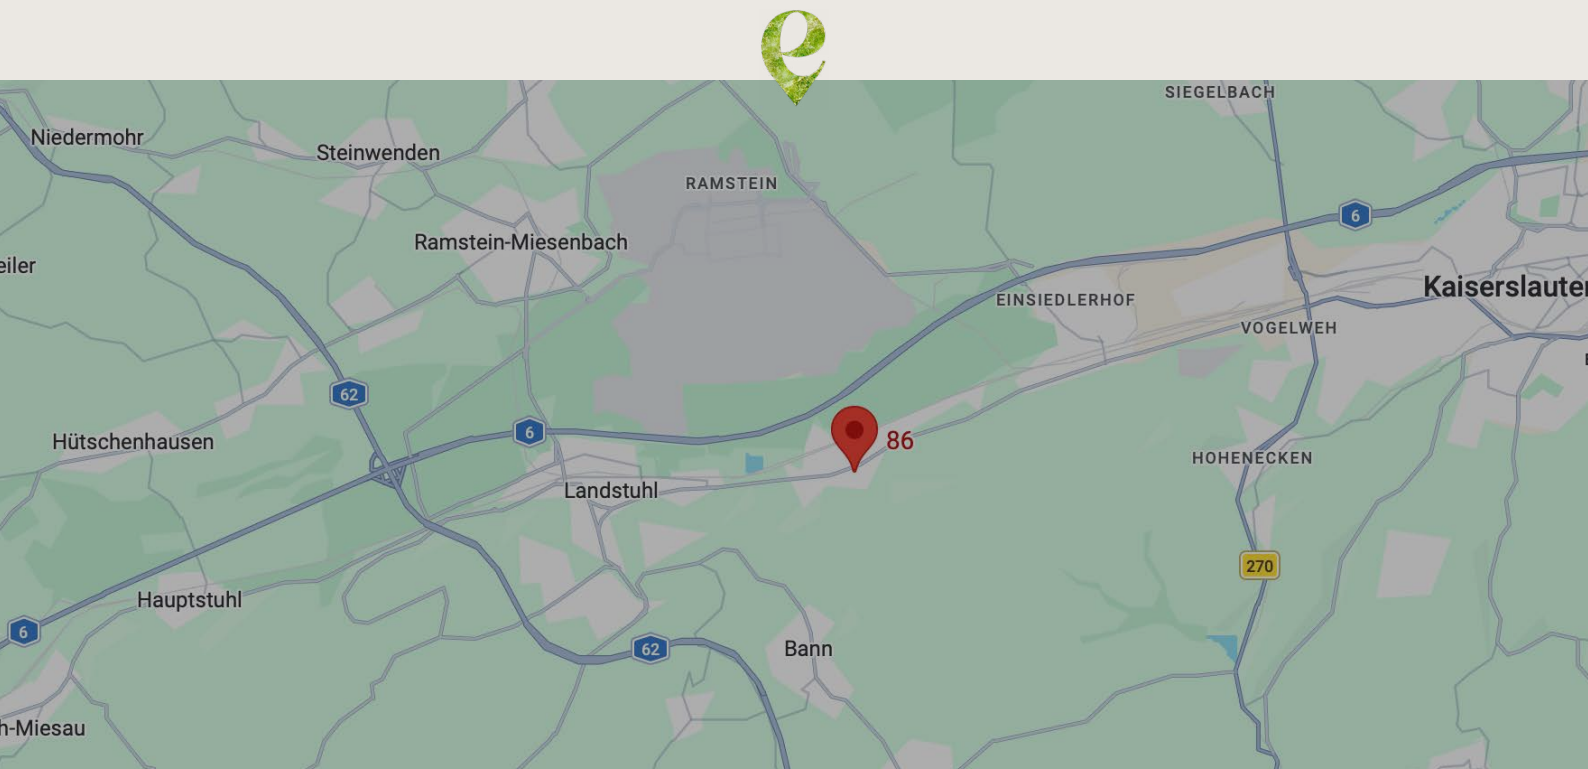 e
SIEGELBACH
Niedermohr
Steinwenden
RAMSTEIN
6
Ramstein-Miesenbach
eiler
Kaiserslauter
EINSIEDLERHOF
VOGELWEH
62
6
86
Hütschenhausen
HOHENECKEN
Landstuhl
270
Hauptstuhl
6
62
Bann
h-Miesau